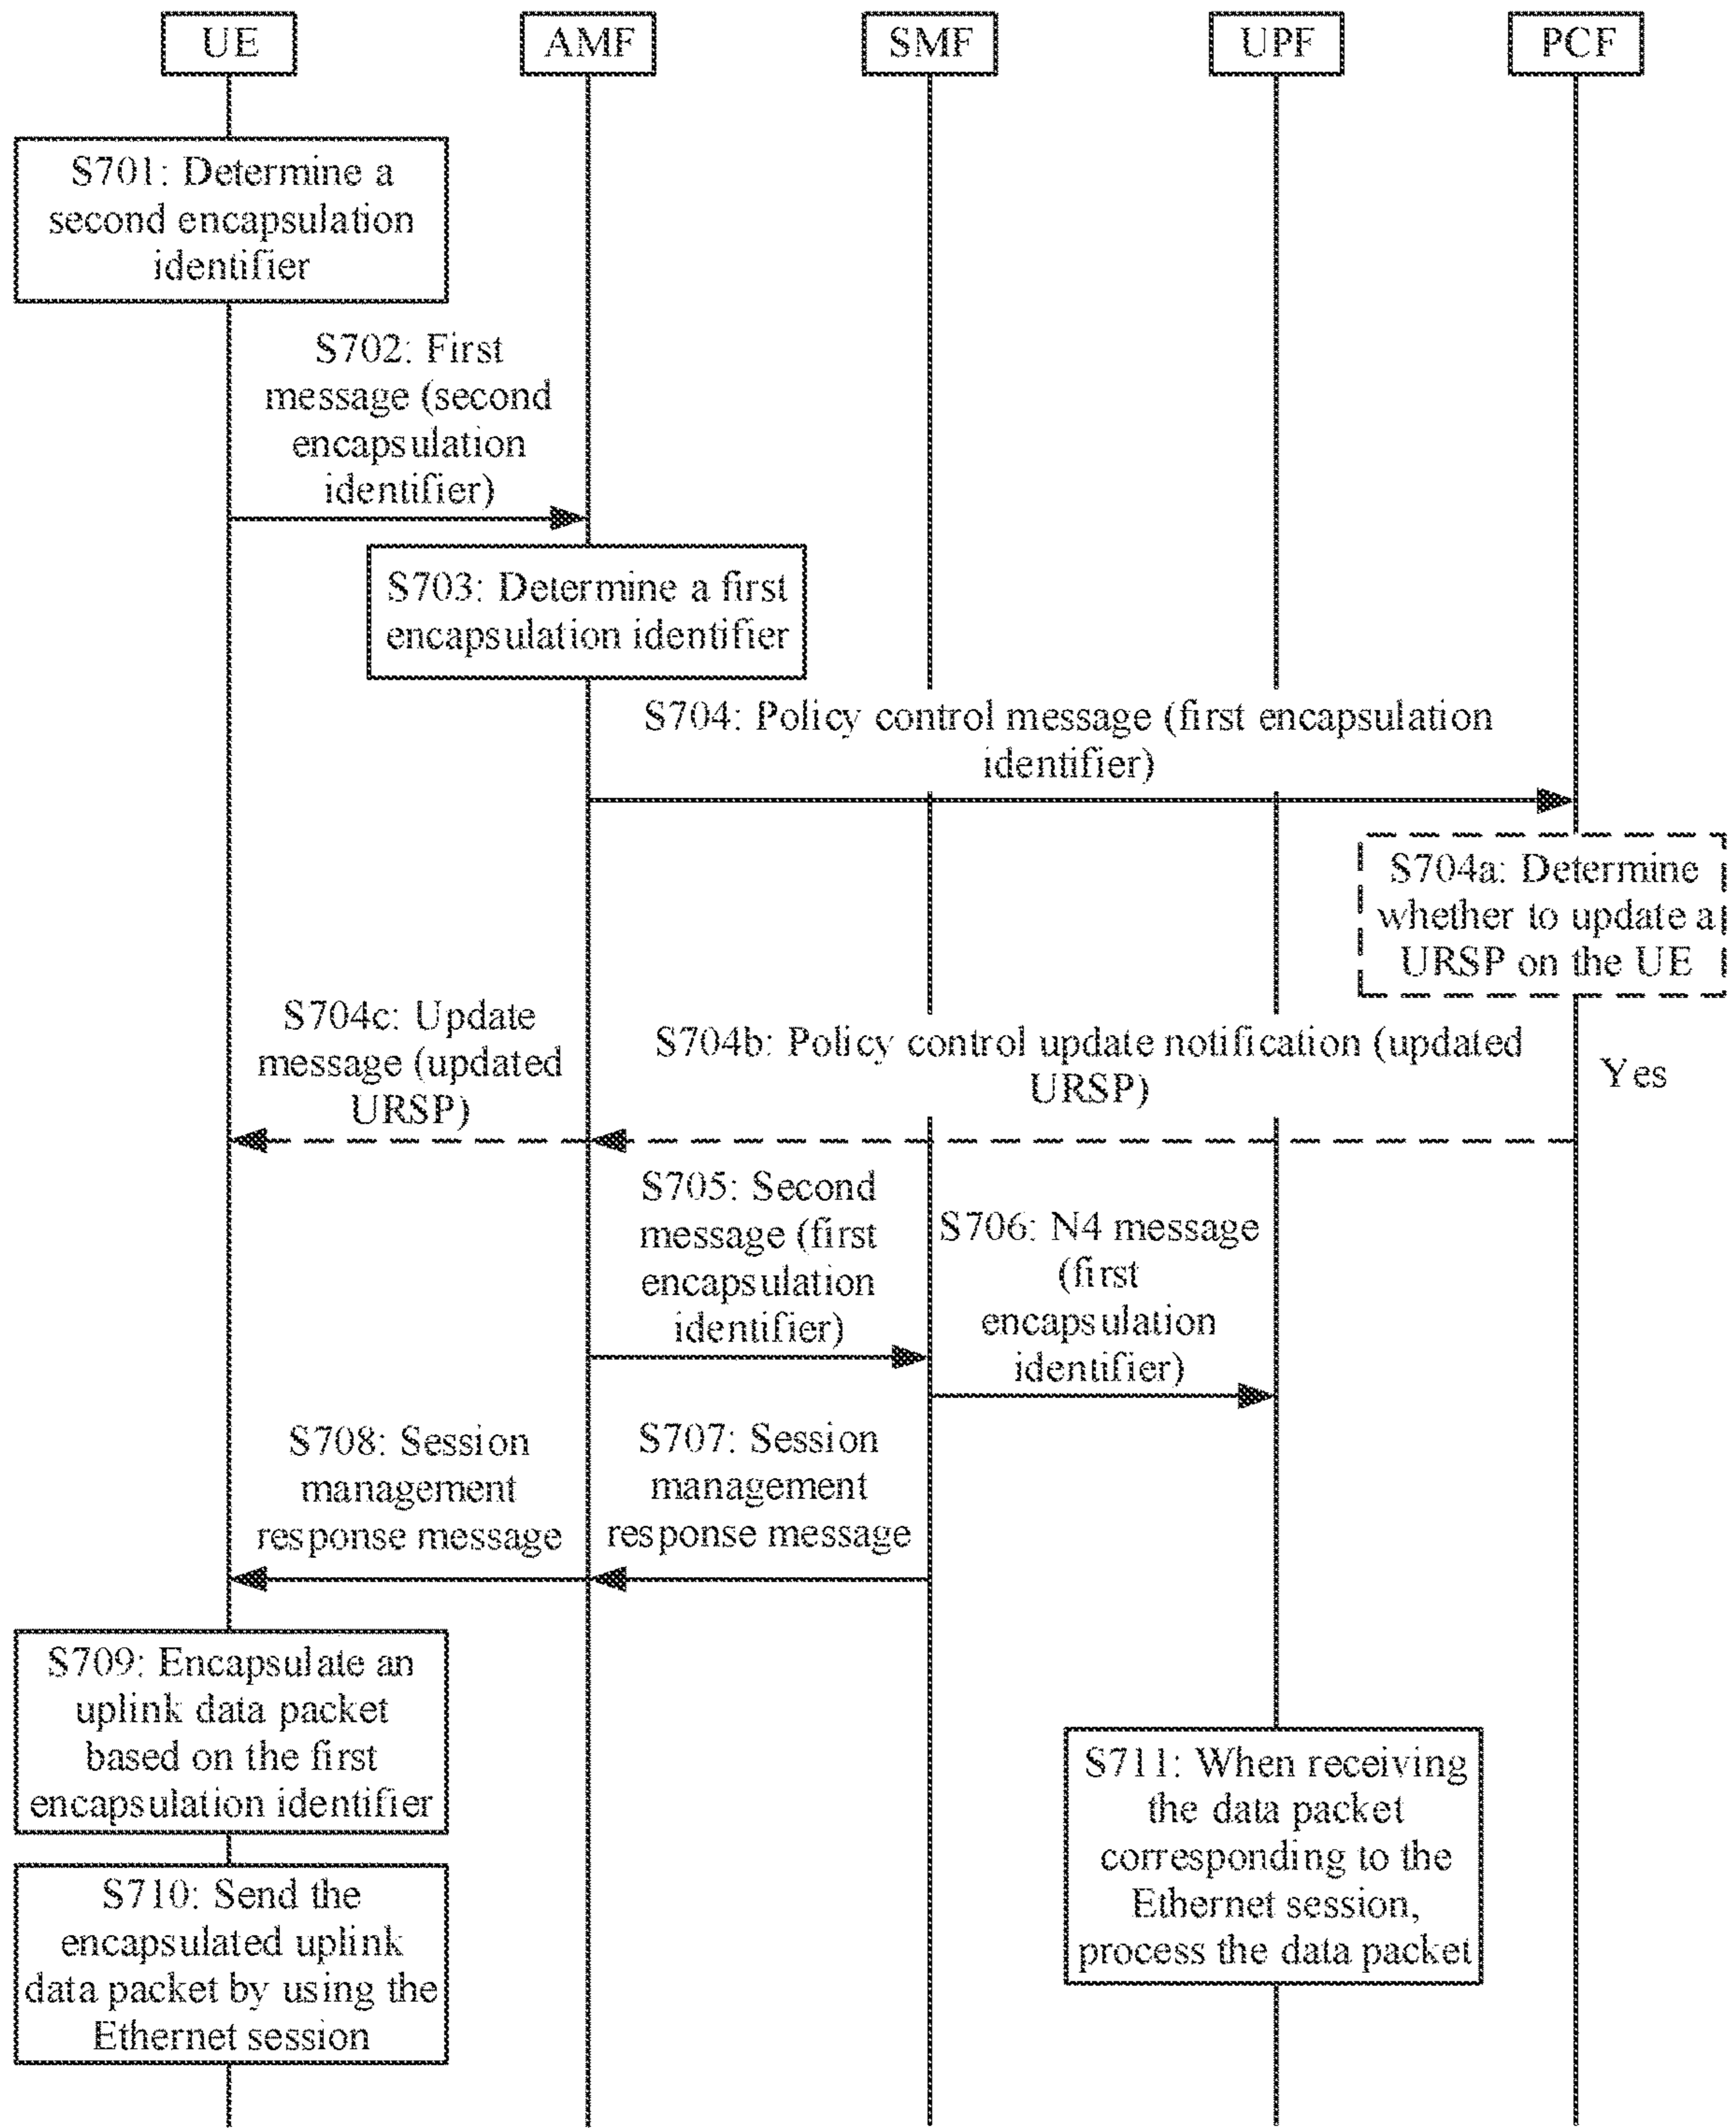 UE
AMF
SMF
UPF
PCF
S701: Determine a
second encapsulation
identifier
S702: First
message (second
encapsulation
identifier)
S703: Determine a first
encapsulation identifier
S704: Policy control message (first encapsulation
identifier)
S704a: Determine
whether to update a
URSP on the UE
S704c: Update
message (updated
URSP)
S704b: Policy control update notification (updated
URSP)
Yes
S705: Second
message (first
encapsulation
identifier)
S706: N4 message
(first
encapsulation
identifier)
S708: Session
management
response message
S707: Session
management
response message
S709: Encapsulate an
uplink data packet
based on the first
encapsulation identifier
S710: Send the
encapsulated uplink
data packet by using the
Ethernet session
S711: When receiving
the data packet
corresponding to the
Ethernet session,
process the data packet